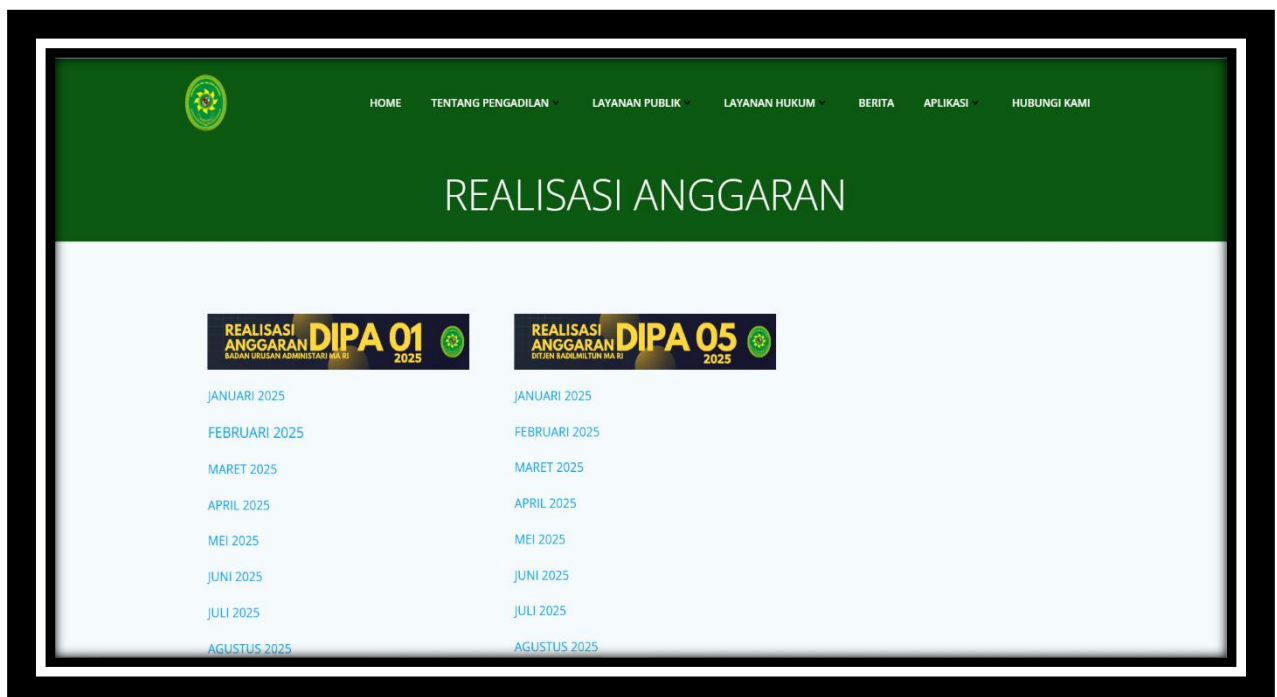 HOME TENTANG PENGADILAN LAYANAN PUBLIK LAYANAN HUKUM BERITA APLIKASI HUBUNGI KAMI
REALISASI ANGGARAN
REALISASI
ANGGARAN DIPA 01
BADAN URUSAN ADMINISTARI MA RI
2025
JANUARI 2025
FEBRUARI 2025
MARET 2025
APRIL 2025
MEI 2025
JUNI 2025
JULI 2025
AGUSTUS 2025
REALISASI
ANGGARAN DIPA 05
DITJEN BADILMILTUN MA RI
2025
JANUARI 2025
FEBRUARI 2025
MARET 2025
APRIL 2025
MEI 2025
JUNI 2025
JULI 2025
AGUSTUS 2025